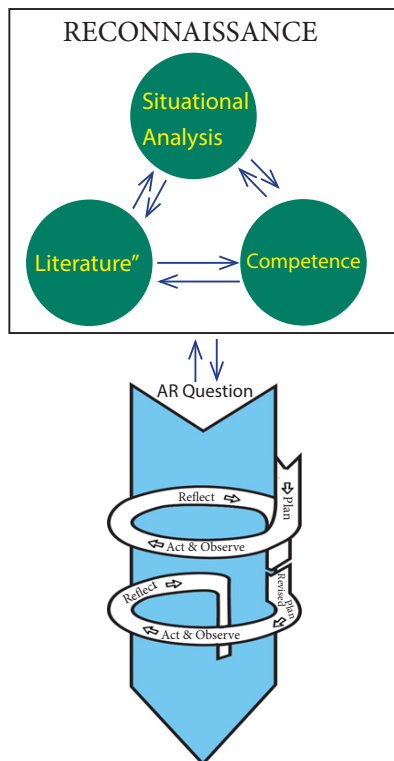 RECONNAISSANCE
Situational
Analysis
Literature”
Competence
AR Question
Reflect
Plan
Act & Observe
Reflect
Revised
plan
Act & Observe